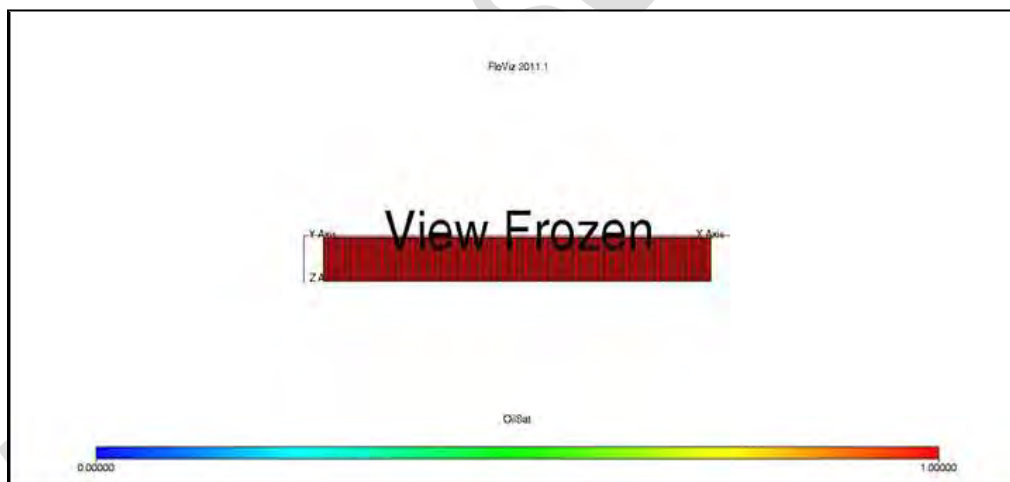 FloViz 2011.1
View Frozen
Y Axis
X Axis
Z A
OilSat
0.00000
1.00000